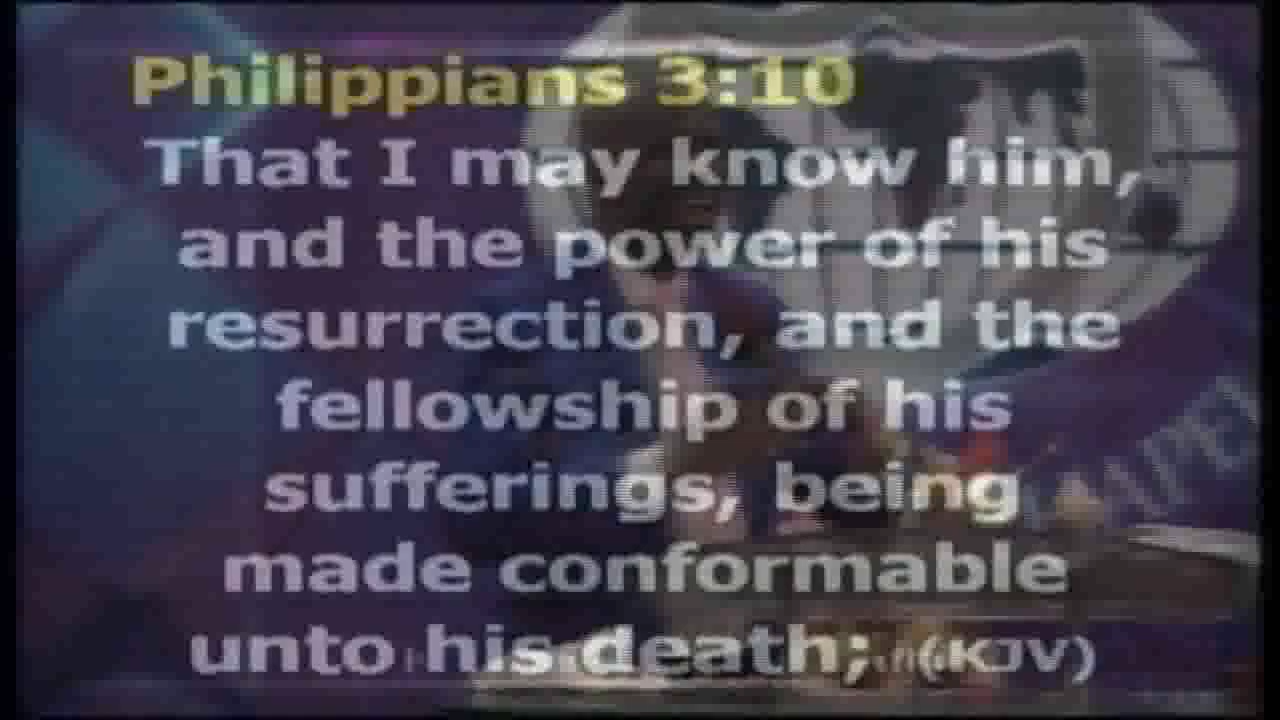 Philippians 3:10
That I may know him,
and the power of his
resurrection, and the
fellowship of his
sufferings, being
made conformable
unto his death; (KJV)